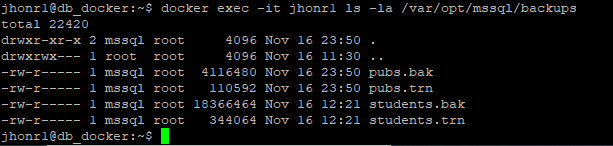 jhonrl@db_docker:~$ docker exec -it jhonrl ls -la /var/opt/mssql/backups
total 22420
drwxr-xr-x 2 mssql root     4096 Nov 16 23:50 .
drwxrwx--- 1 root  root     4096 Nov 16 11:30 ..
-rw-r----- 1 mssql root  4116480 Nov 16 23:50 pubs.bak
-rw-r----- 1 mssql root   110592 Nov 16 23:50 pubs.trn
-rw-r----- 1 mssql root 18366464 Nov 16 12:21 students.bak
-rw-r----- 1 mssql root   344064 Nov 16 12:21 students.trn
jhonrl@db_docker:~$